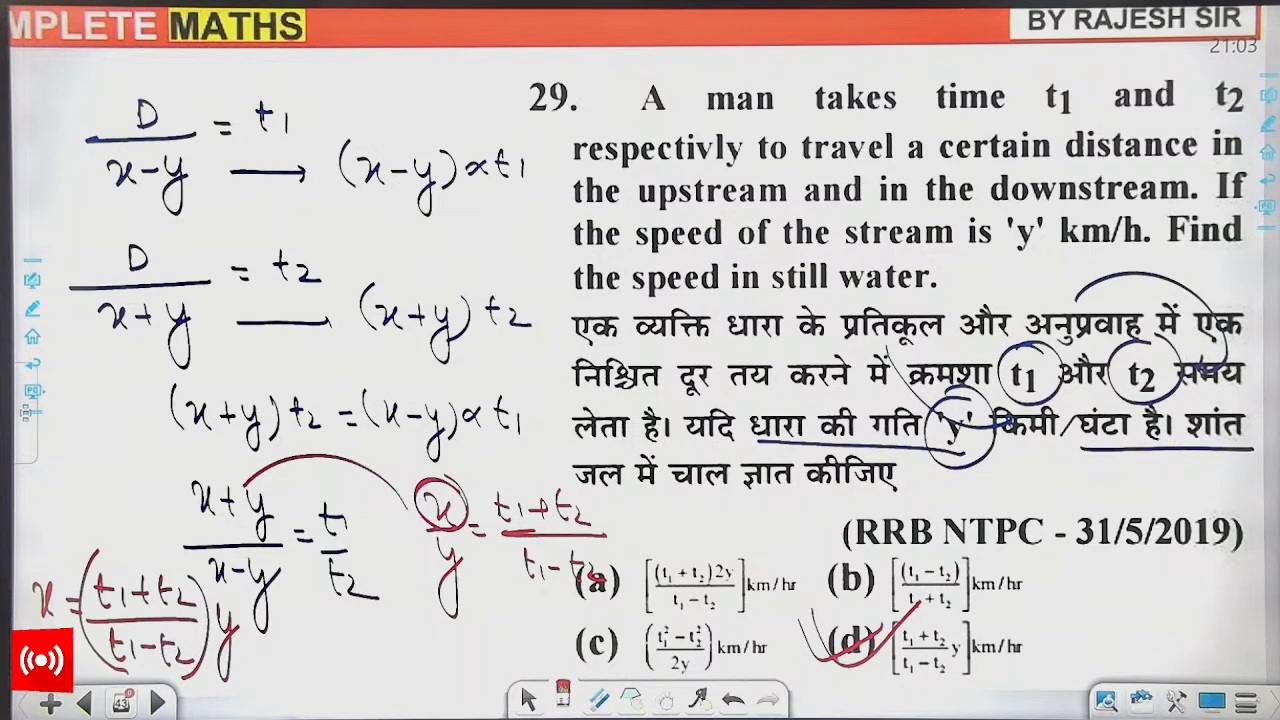 MPLETE MATHS
BY RAJESH SIR
21:03
D/(x-y) = t1 → (x-y) ∝ t1
D/(x+y) = t2 → (x+y) t2
(x+y) t2 = (x-y) ∝ t1
(x+y)/(x-y) = t1/t2
x/y = (t1+t2)/(t1-t2)
x = ((t1+t2)/(t1-t2)) y
29. A man takes time t1 and t2
respectivly to travel a certain distance in
the upstream and in the downstream. If
the speed of the stream is 'y' km/h. Find
the speed in still water.
एक व्यक्ति धारा के प्रतिकूल और अनुप्रवाह में एक
निश्चित दूर तय करने में क्रमशा t1 और t2 समय
लेता है। यदि धारा की गति 'y' किमी/घंटा है। शांत
जल में चाल ज्ञात कीजिए
(RRB NTPC - 31/5/2019)
(a) [(t1 + t2)2y/(t1 - t2)] km/hr (b) [(t1 - t2)/(t1 + t2)] km/hr
(c) ((t1² - t2²)/2y) km/hr (d) [(t1 + t2)/(t1 - t2) y] km/hr
43